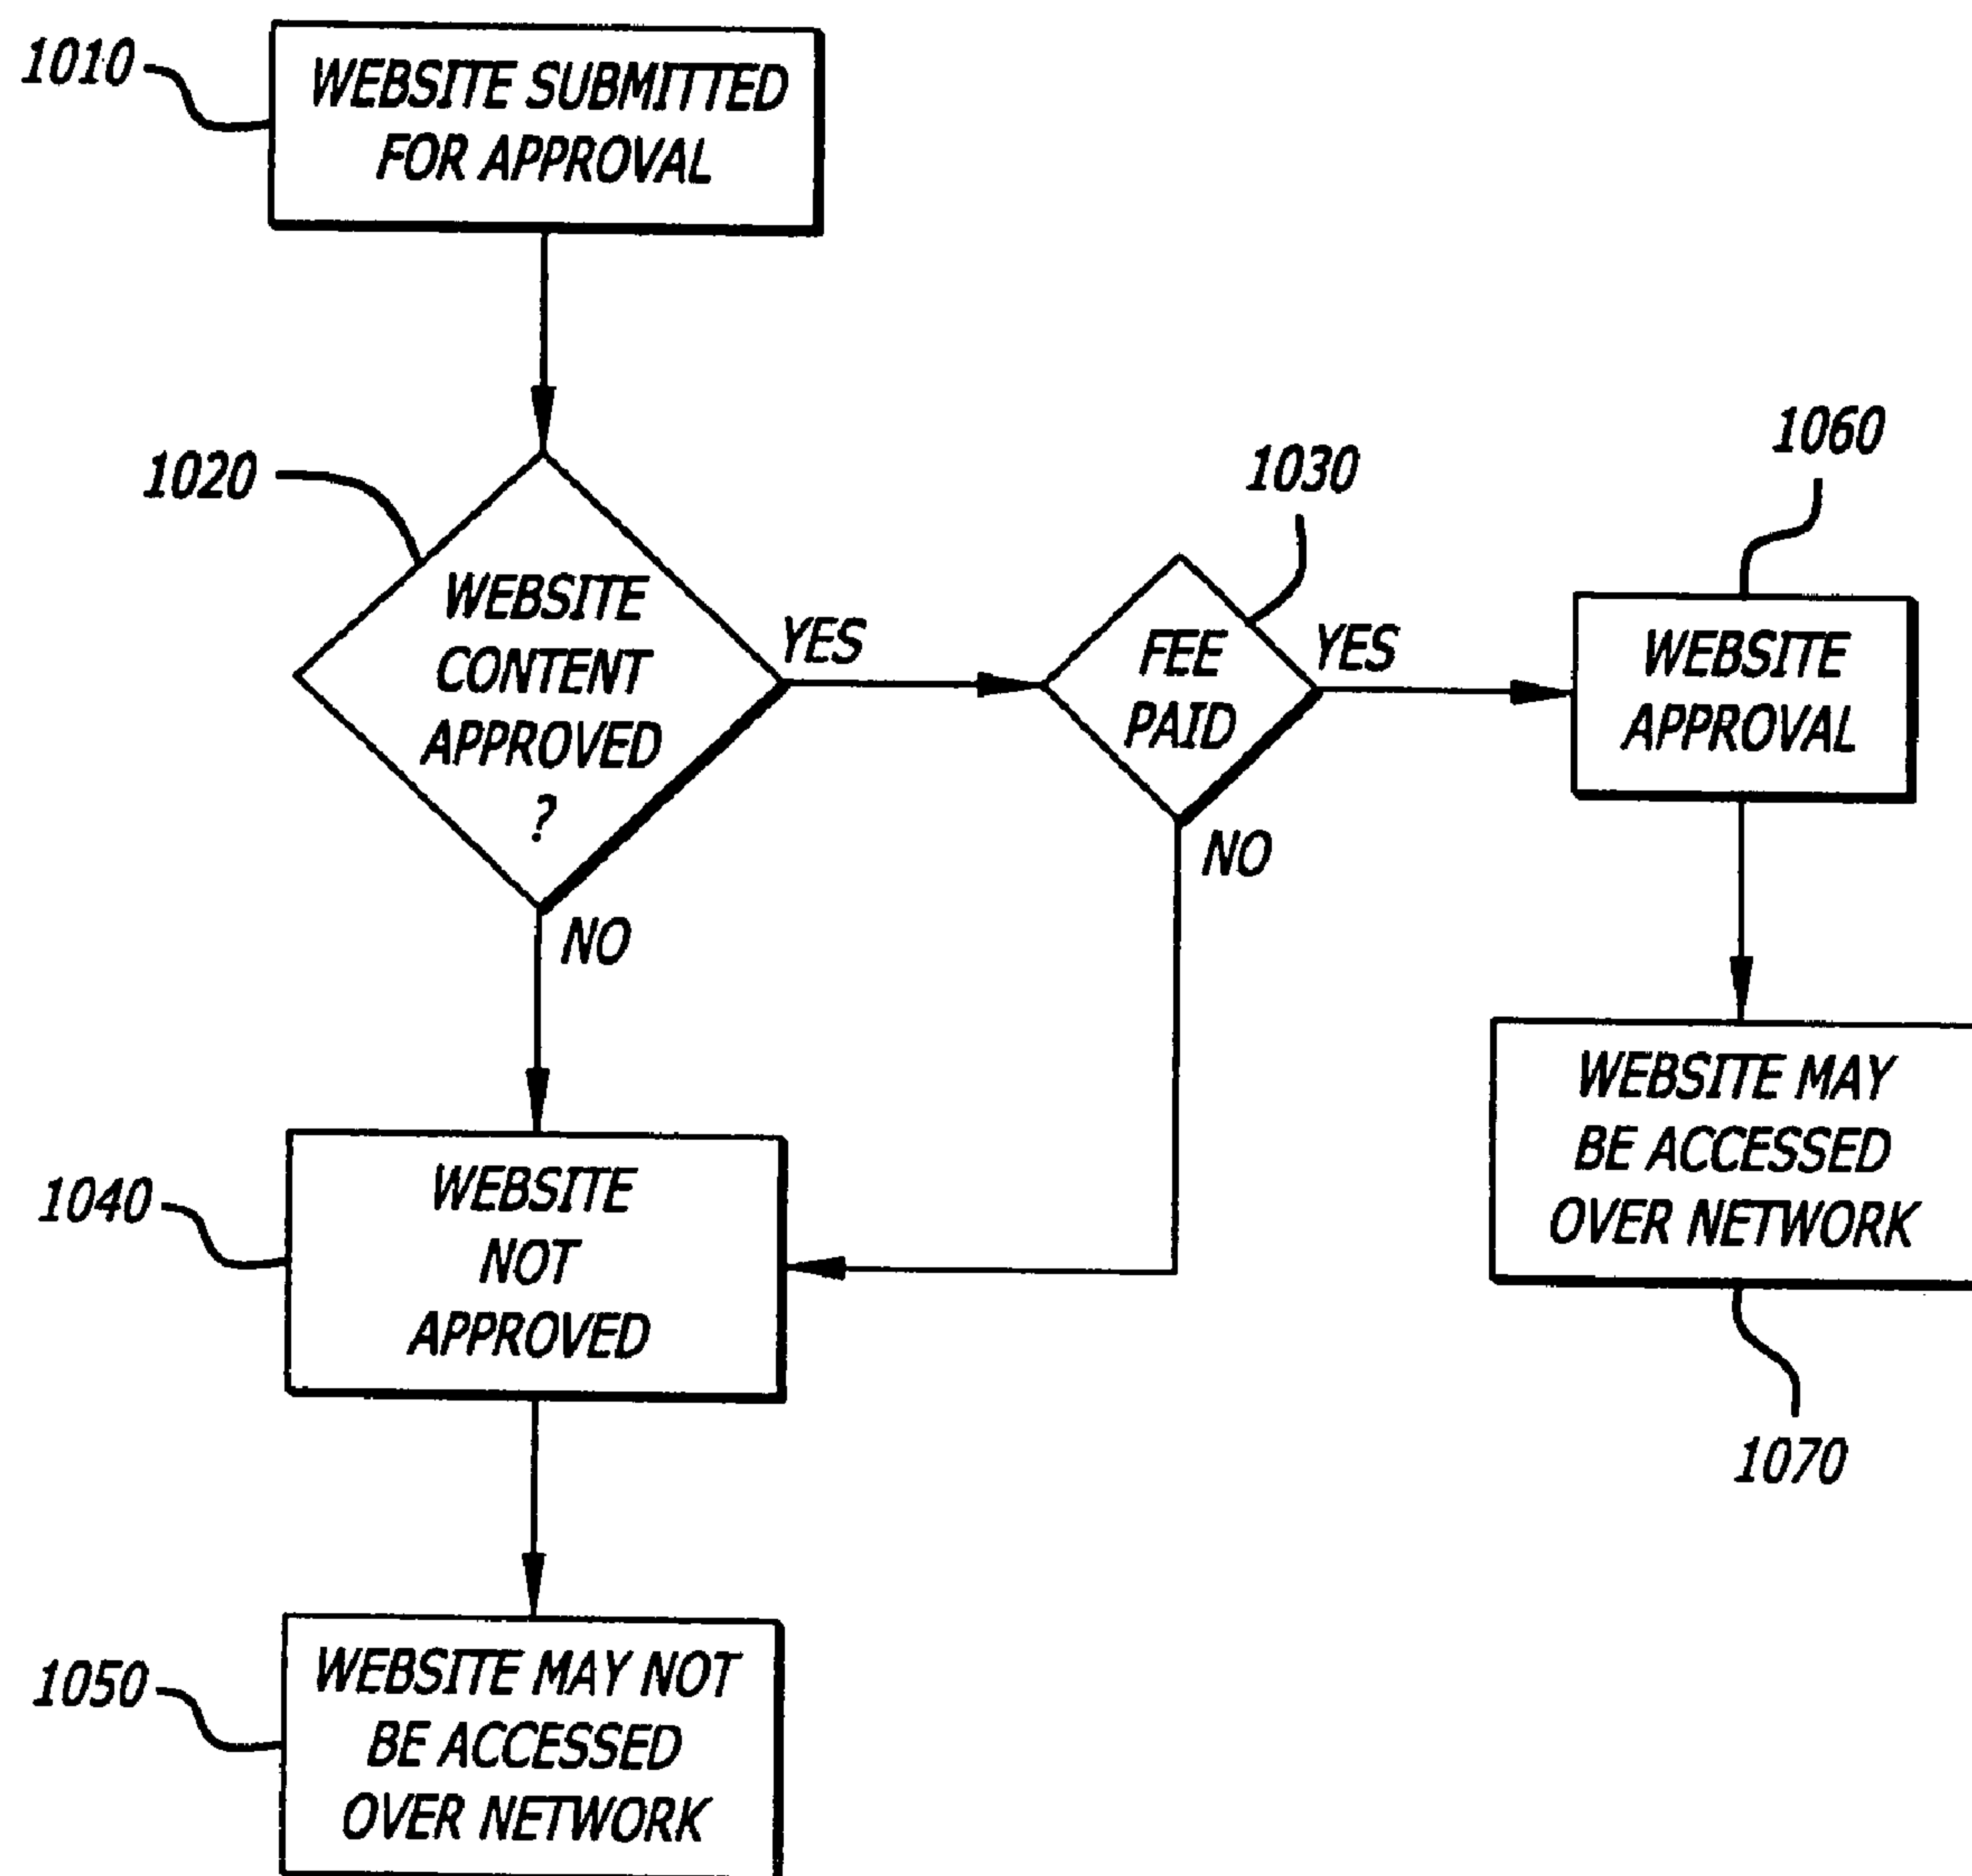 1010
WEBSITE SUBMITTED
FOR APPROVAL
1020
WEBSITE
CONTENT
APPROVED
?
YES
NO
1030
FEE
PAID
YES
NO
1060
WEBSITE
APPROVAL
WEBSITE MAY
BE ACCESSED
OVER NETWORK
1070
1040
WEBSITE
NOT
APPROVED
1050
WEBSITE MAY NOT
BE ACCESSED
OVER NETWORK